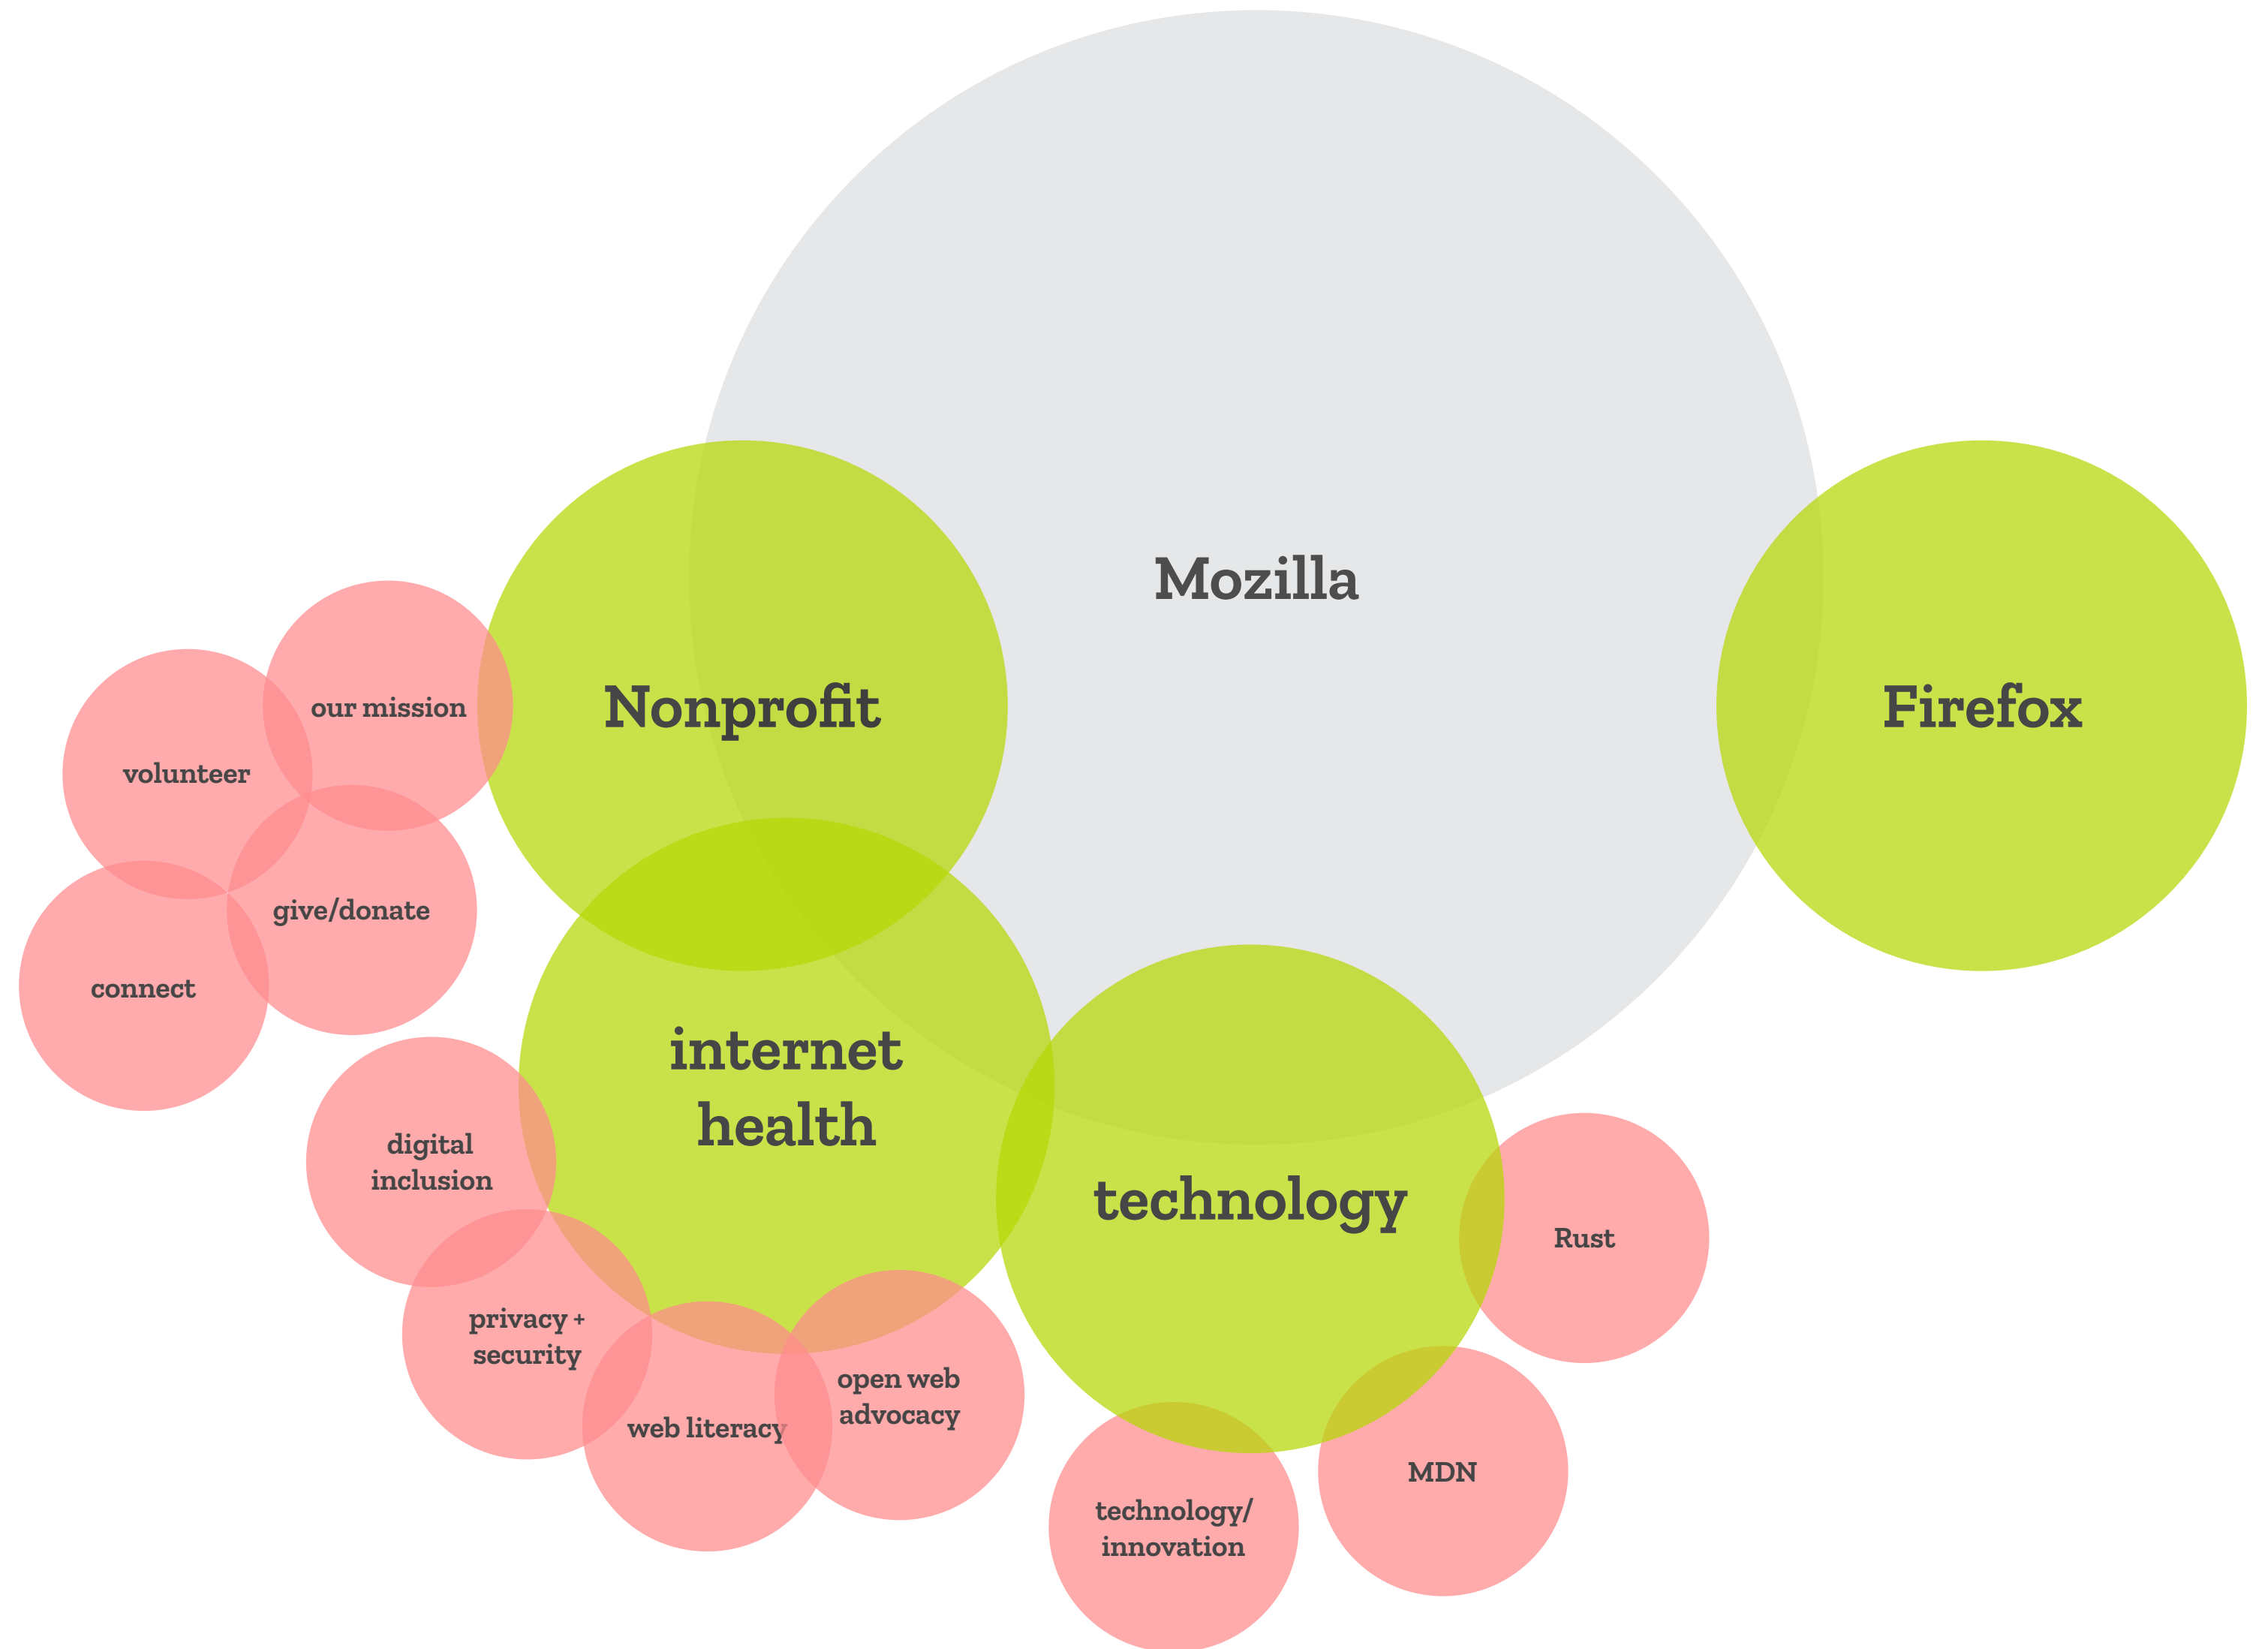 Mozilla
Nonprofit
Firefox
our mission
volunteer
give/donate
connect
internet
health
digital
inclusion
privacy +
security
web literacy
open web
advocacy
technology
Rust
MDN
technology/
innovation